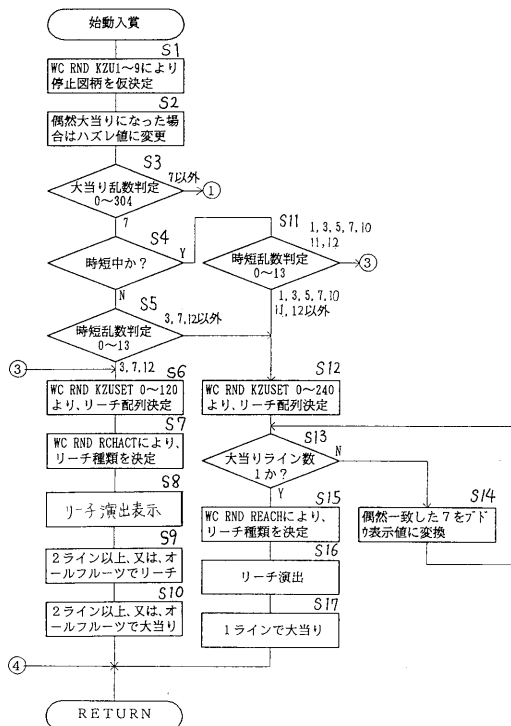 始動入賞
S1
WC RND KZU1～9により
停止図柄を仮決定
S2
偶然大当りになった場
合はハズレ値に変更
S3
大当り乱数判定
0～304
7以外
①
7
S4
時短中か？
Y
N
S11
時短乱数判定
0～13
1,3,5,7,10
11,12
③
1,3,5,7,10
11,12以外
S5
時短乱数判定
0～13
3,7,12以外
③
3,7,12
S6
WC RND KZUSET 0～120
より、リーチ配列決定
S7
WC RND RCHACTにより、
リーチ種類を決定
S8
リーチ演出表示
S9
2ライン以上、又は、オ
ールフルーツでリーチ
S10
2ライン以上、又は、オ
ールフルーツで大当り
S12
WC RND KZUSET 0～240
より、リーチ配列決定
S13
大当りライン数
1か？
N
Y
S14
偶然一致した7をブド
ウ表示値に変換
S15
WC RND REACHにより、
リーチ種類を決定
S16
リーチ演出
S17
1ラインで大当り
④
RETURN